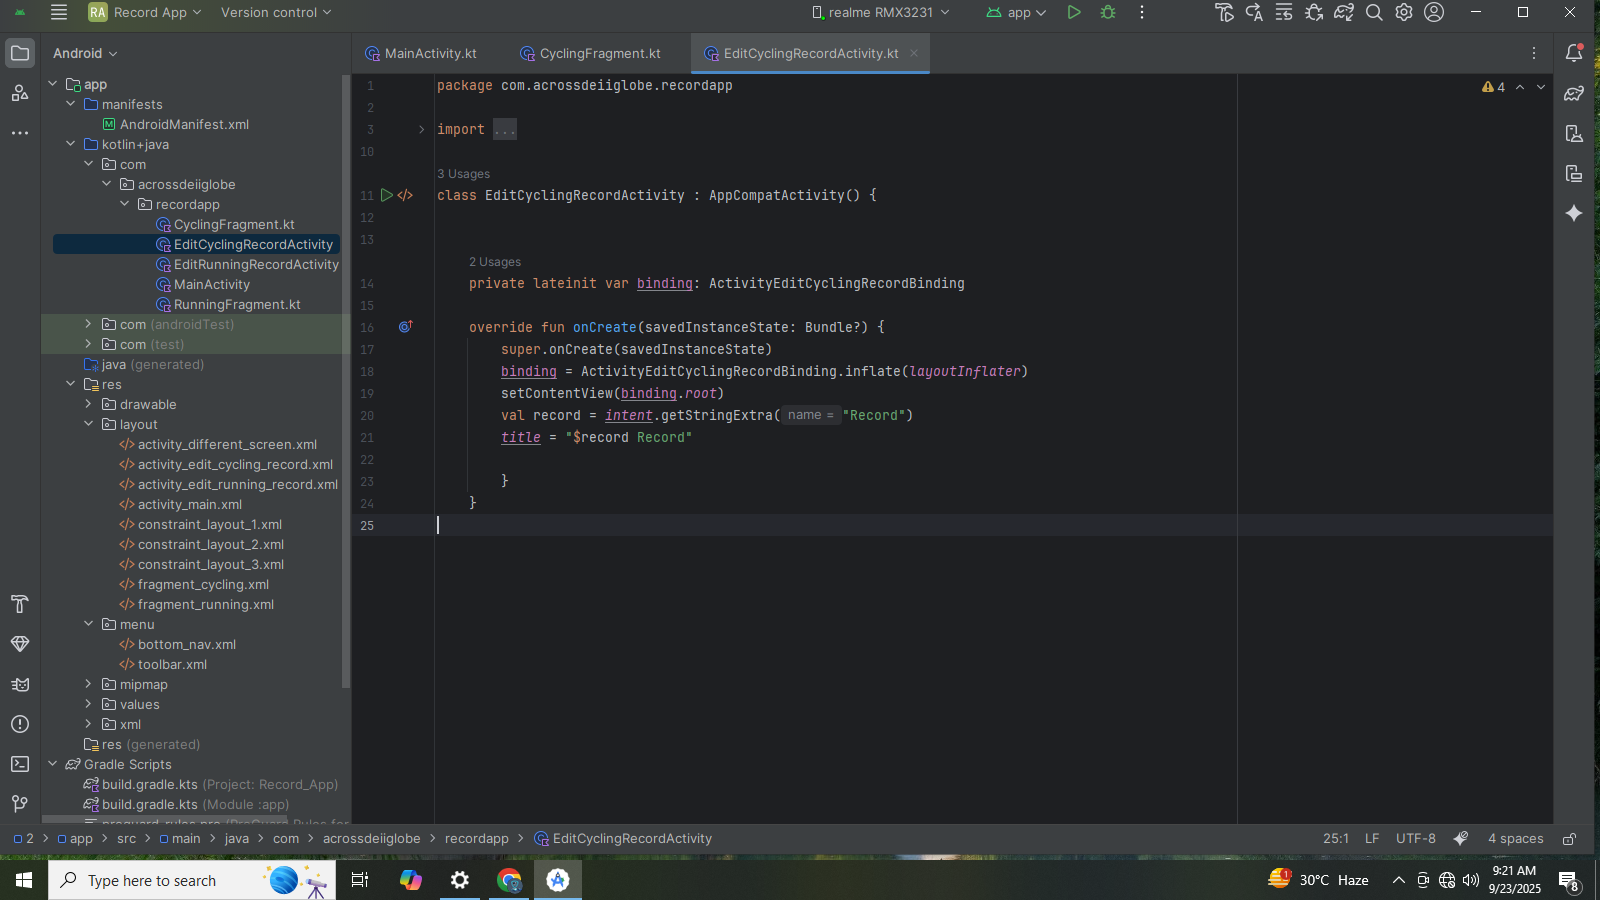 RA Record App Version control realme RMX3231 app
Android MainActivity.kt CyclingFragment.kt EditCyclingRecordActivity.kt
app
manifests
AndroidManifest.xml
kotlin+java
com
acrossdeiiglobe
recordapp
CyclingFragment.kt
EditCyclingRecordActivity
EditRunningRecordActivity
MainActivity
RunningFragment.kt
com (androidTest)
com (test)
java (generated)
res
drawable
layout
activity_different_screen.xml
activity_edit_cycling_record.xml
activity_edit_running_record.xml
activity_main.xml
constraint_layout_1.xml
constraint_layout_2.xml
constraint_layout_3.xml
fragment_cycling.xml
fragment_running.xml
menu
bottom_nav.xml
toolbar.xml
mipmap
values
xml
res (generated)
Gradle Scripts
build.gradle.kts (Project: Record_App)
build.gradle.kts (Module :app)
1 package com.acrossdeiiglobe.recordapp
4
2
3 import ...
10
3 Usages
11 class EditCyclingRecordActivity : AppCompatActivity() {
12
13
2 Usages
14 private lateinit var binding: ActivityEditCyclingRecordBinding
15
16 override fun onCreate(savedInstanceState: Bundle?) {
17 super.onCreate(savedInstanceState)
18 binding = ActivityEditCyclingRecordBinding.inflate(layoutInflater)
19 setContentView(binding.root)
20 val record = intent.getStringExtra( name = "Record")
21 title = "$record Record"
22
23 }
24 }
25
2 > app > src > main > java > com > acrossdeiiglobe > recordapp > EditCyclingRecordActivity 25:1 LF UTF-8 4 spaces
Type here to search 1 30°C Haze 9:21 AM
9/23/2025 8